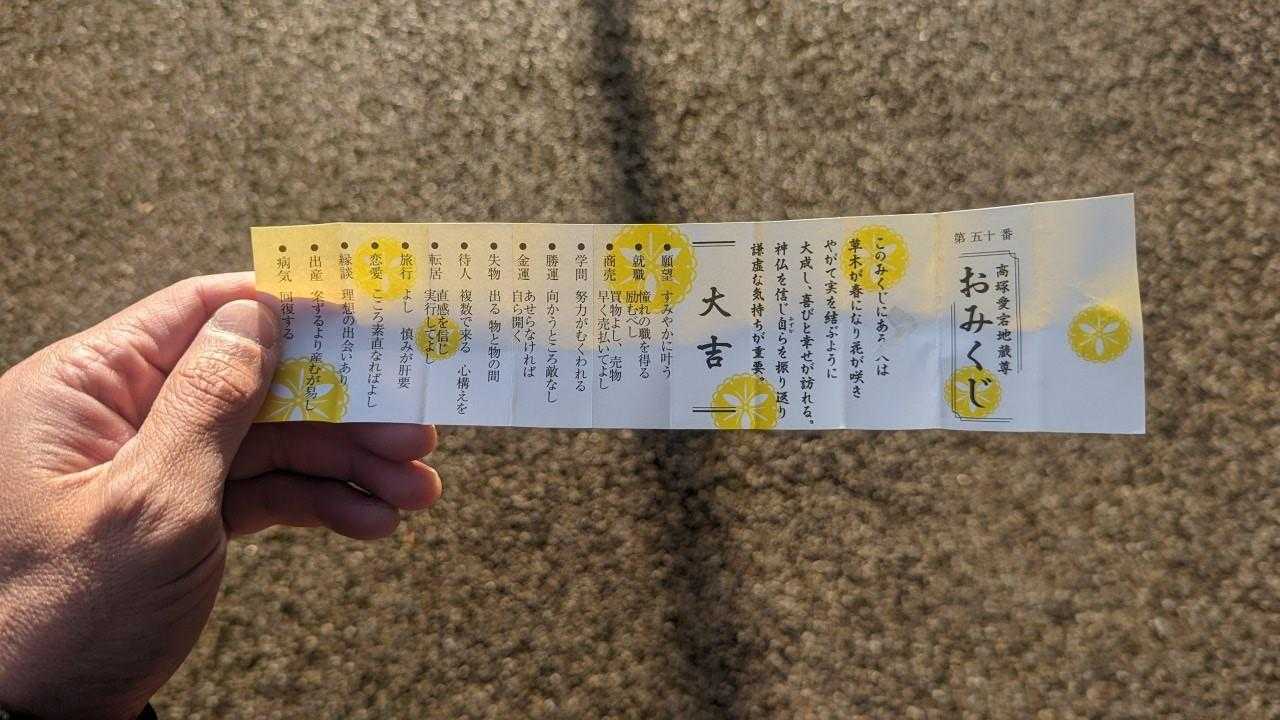 第五十番
高塚愛宕地蔵尊
おみくじ
このみくじにあ へは
草木が春になり花が咲き
やがて実を結ぶように
大成し、喜びと幸せが訪れる。
神仏を信じ自らを振り返り
みずか
謙虚な気持ちが重要。
大吉
●願望 すみやかに叶う
●就職 憧れの職を得る
励むべし
●商売 買物よし、売物
早く売払いてよし
●学問 努力がむくわれる
●勝運 向かうところ敵なし
●金運 あせらなければ
自ら開く
●失物 出る 物と物の間
●待人 複数で来る 心構えを
●転居 直感を信じ
実行してよし
●旅行 よし 慎みが肝要
●恋愛 こころ素直なればよし
●縁談 理想の出会いあり
●出産 案ずるより産むが易し
●病気 回復する